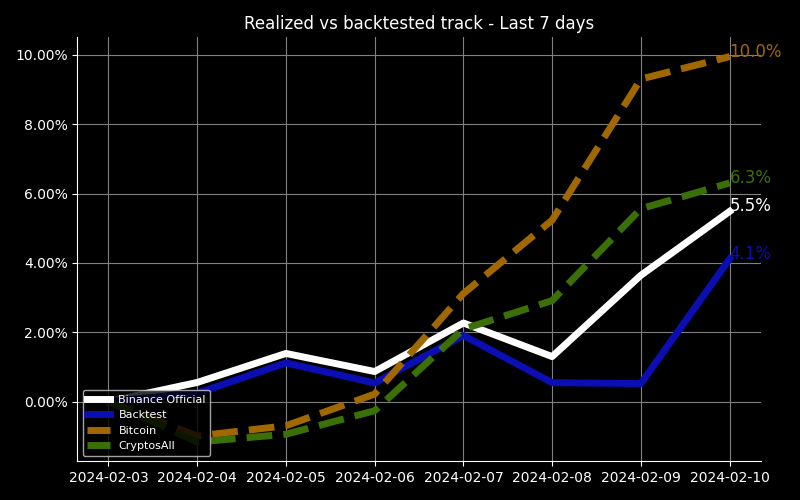 Realized vs backtested track - Last 7 days
10.00%
8.00%
6.00%
4.00%
2.00%
0.00%
10.0%
6.3%
5.5%
4.1%
Binance Official
Backtest
Bitcoin
CryptosAll
2024-02-03 2024-02-04 2024-02-05 2024-02-06 2024-02-07 2024-02-08 2024-02-09 2024-02-10